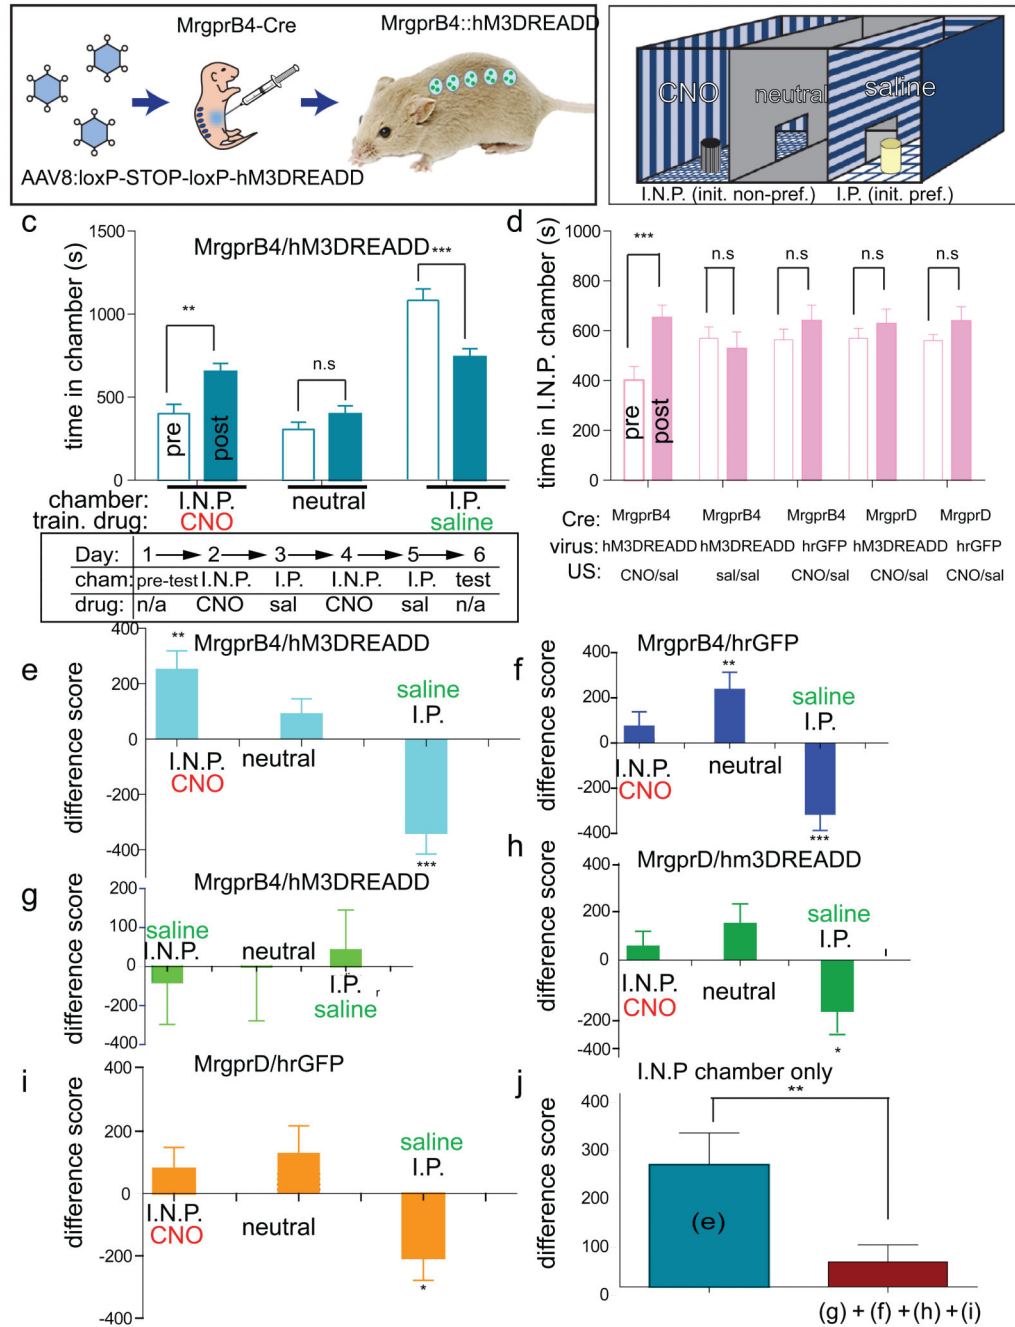 MrgprB4-Cre
MrgprB4::hM3DREADD
AAV8:loxP-STOP-loxP-hM3DREADD
CNO
neutral
saline
I.N.P. (init. non-pref.)
I.P. (init. pref.)
c
MrgprB4/hM3DREADD
time in chamber (s)
1500
1000
500
0
**
n.s
***
pre
post
chamber:
I.N.P.
neutral
I.P.
train. drug:
CNO
saline
Day: 1 2 3 4 5 6
cham: pre-test I.N.P. I.P. I.N.P. I.P. test
drug: n/a CNO sal CNO sal n/a
d
time in I.N.P. chamber (s)
1000
800
600
400
200
0
***
n.s
n.s
n.s
n.s
pre
post
Cre: MrgprB4 MrgprB4 MrgprB4 MrgprD MrgprD
virus: hM3DREADD hM3DREADD hrGFP hM3DREADD hrGFP
US: CNO/sal sal/sal CNO/sal CNO/sal CNO/sal
e
MrgprB4/hM3DREADD
difference score
400
200
0
-200
-400
**
I.N.P.
CNO
neutral
saline
I.P.
***
f
MrgprB4/hrGFP
difference score
400
200
0
-200
-400
I.N.P.
CNO
**
neutral
saline
I.P.
***
g
MrgprB4/hM3DREADD
difference score
200
100
0
-200
-400
saline
I.N.P.
neutral
I.P.
saline
h
MrgprD/hm3DREADD
difference score
400
200
0
-200
-400
I.N.P.
CNO
neutral
saline
I.P.
*
i
MrgprD/hrGFP
difference score
400
200
0
-200
-400
I.N.P.
CNO
neutral
saline
I.P.
*
j
I.N.P chamber only
difference score
400
300
200
100
0
**
(e)
(g) + (f) + (h) + (i)